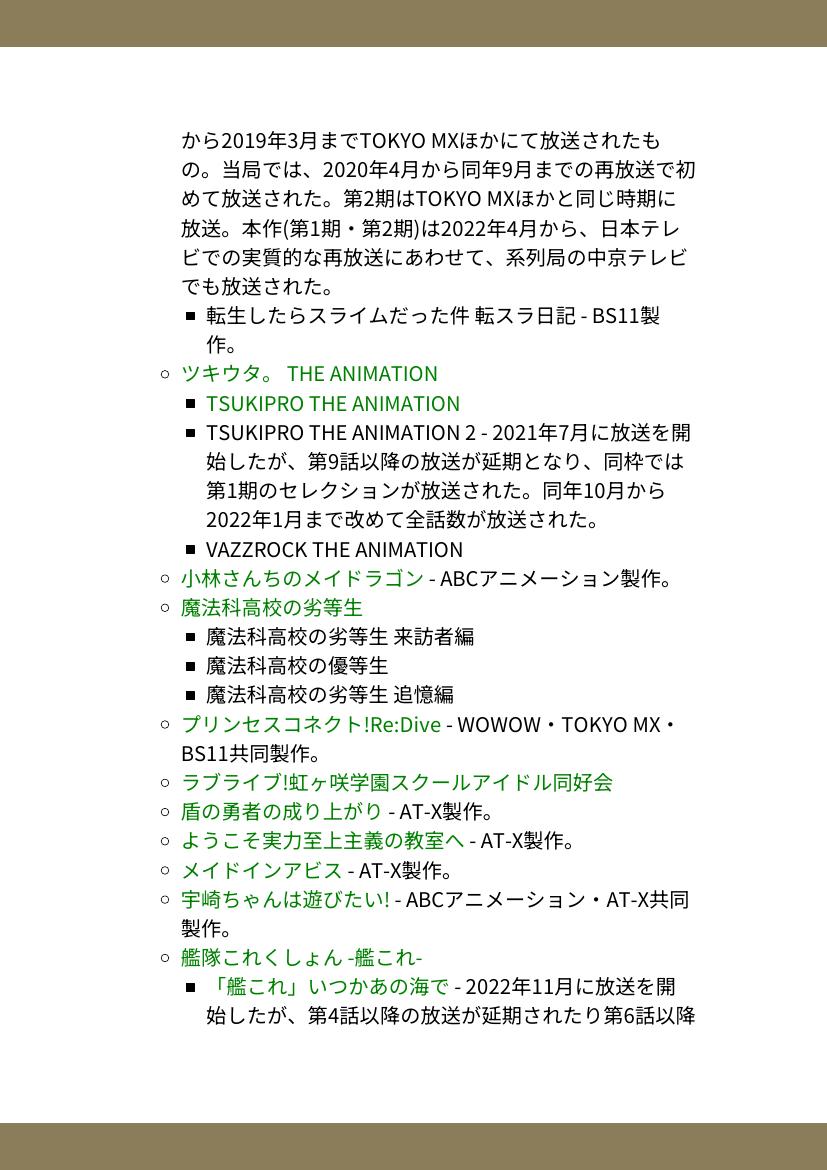 から2019年3月までTOKYO MXほかにて放送されたも
の。当局では、2020年4月から同年9月までの再放送で初
めて放送された。第2期はTOKYO MXほかと同じ時期に
放送。本作(第1期・第2期)は2022年4月から、日本テレ
ビでの実質的な再放送にあわせて、系列局の中京テレビ
でも放送された。
転生したらスライムだった件 転スラ日記 - BS11製
作。
ツキウタ。 THE ANIMATION
TSUKIPRO THE ANIMATION
TSUKIPRO THE ANIMATION 2 - 2021年7月に放送を開
始したが、第9話以降の放送が延期となり、同枠では
第1期のセレクションが放送された。同年10月から
2022年1月まで改めて全話数が放送された。
VAZZROCK THE ANIMATION
小林さんちのメイドラゴン - ABCアニメーション製作。
魔法科高校の劣等生
魔法科高校の劣等生 来訪者編
魔法科高校の優等生
魔法科高校の劣等生 追憶編
プリンセスコネクト!Re:Dive - WOWOW・TOKYO MX・
BS11共同製作。
ラブライブ!虹ヶ咲学園スクールアイドル同好会
盾の勇者の成り上がり - AT-X製作。
ようこそ実力至上主義の教室へ - AT-X製作。
メイドインアビス - AT-X製作。
宇崎ちゃんは遊びたい! - ABCアニメーション・AT-X共同
製作。
艦隊これくしょん -艦これ-
「艦これ」いつかあの海で - 2022年11月に放送を開
始したが、第4話以降の放送が延期されたり第6話以降